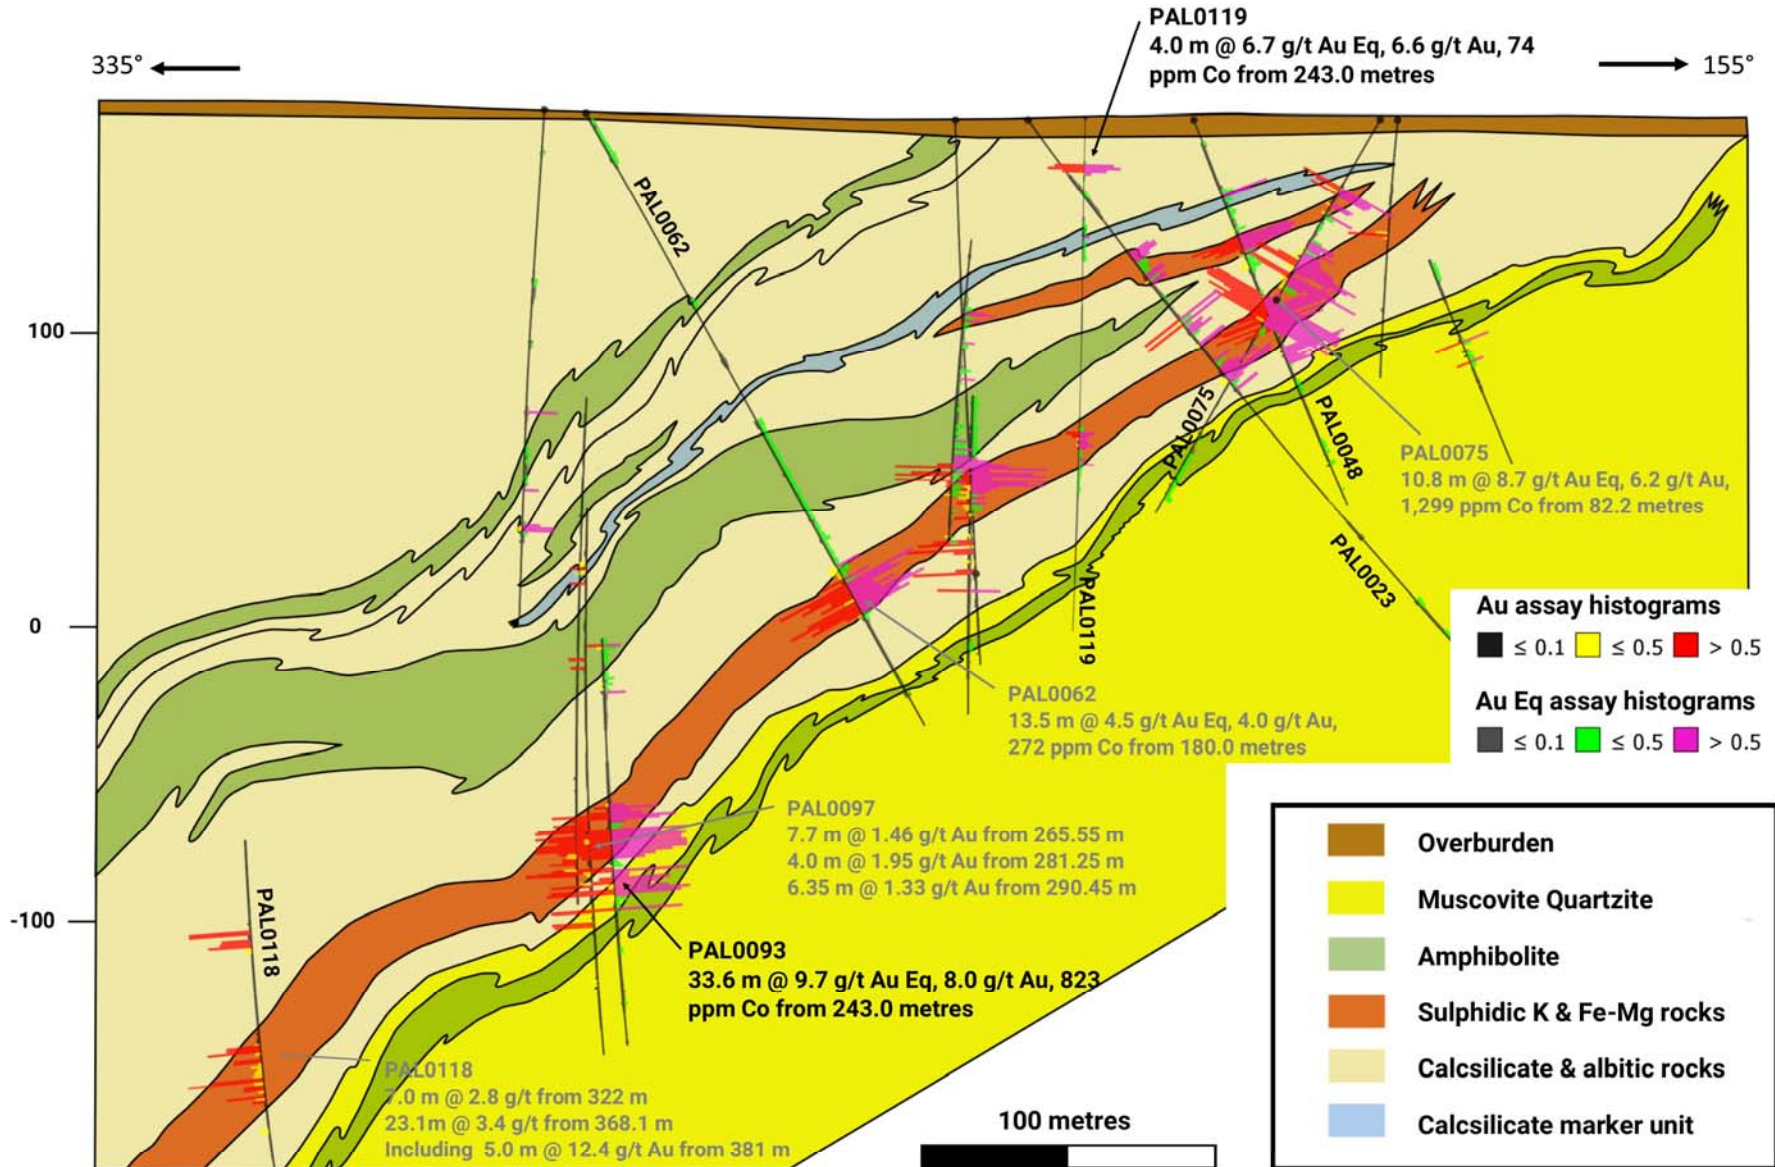 PAL0119
4.0 m @ 6.7 g/t Au Eq, 6.6 g/t Au, 74
ppm Co from 243.0 metres
335°
155°
PAL0062
100
PAL0075
PAL0048
PAL0075
10.8 m @ 8.7 g/t Au Eq, 6.2 g/t Au,
1,299 ppm Co from 82.2 metres
PAL0023
PAL0119
0
Au assay histograms
≤ 0.1 ≤ 0.5 > 0.5
Au Eq assay histograms
≤ 0.1 ≤ 0.5 > 0.5
PAL0062
13.5 m @ 4.5 g/t Au Eq, 4.0 g/t Au,
272 ppm Co from 180.0 metres
PAL0097
7.7 m @ 1.46 g/t Au from 265.55 m
4.0 m @ 1.95 g/t Au from 281.25 m
6.35 m @ 1.33 g/t Au from 290.45 m
-100
PAL0118
PAL0093
33.6 m @ 9.7 g/t Au Eq, 8.0 g/t Au, 823
ppm Co from 243.0 metres
PAL0118
7.0 m @ 2.8 g/t from 322 m
23.1m @ 3.4 g/t from 368.1 m
Including 5.0 m @ 12.4 g/t Au from 381 m
100 metres
Overburden
Muscovite Quartzite
Amphibolite
Sulphidic K & Fe-Mg rocks
Calcsilicate & albitic rocks
Calcsilicate marker unit